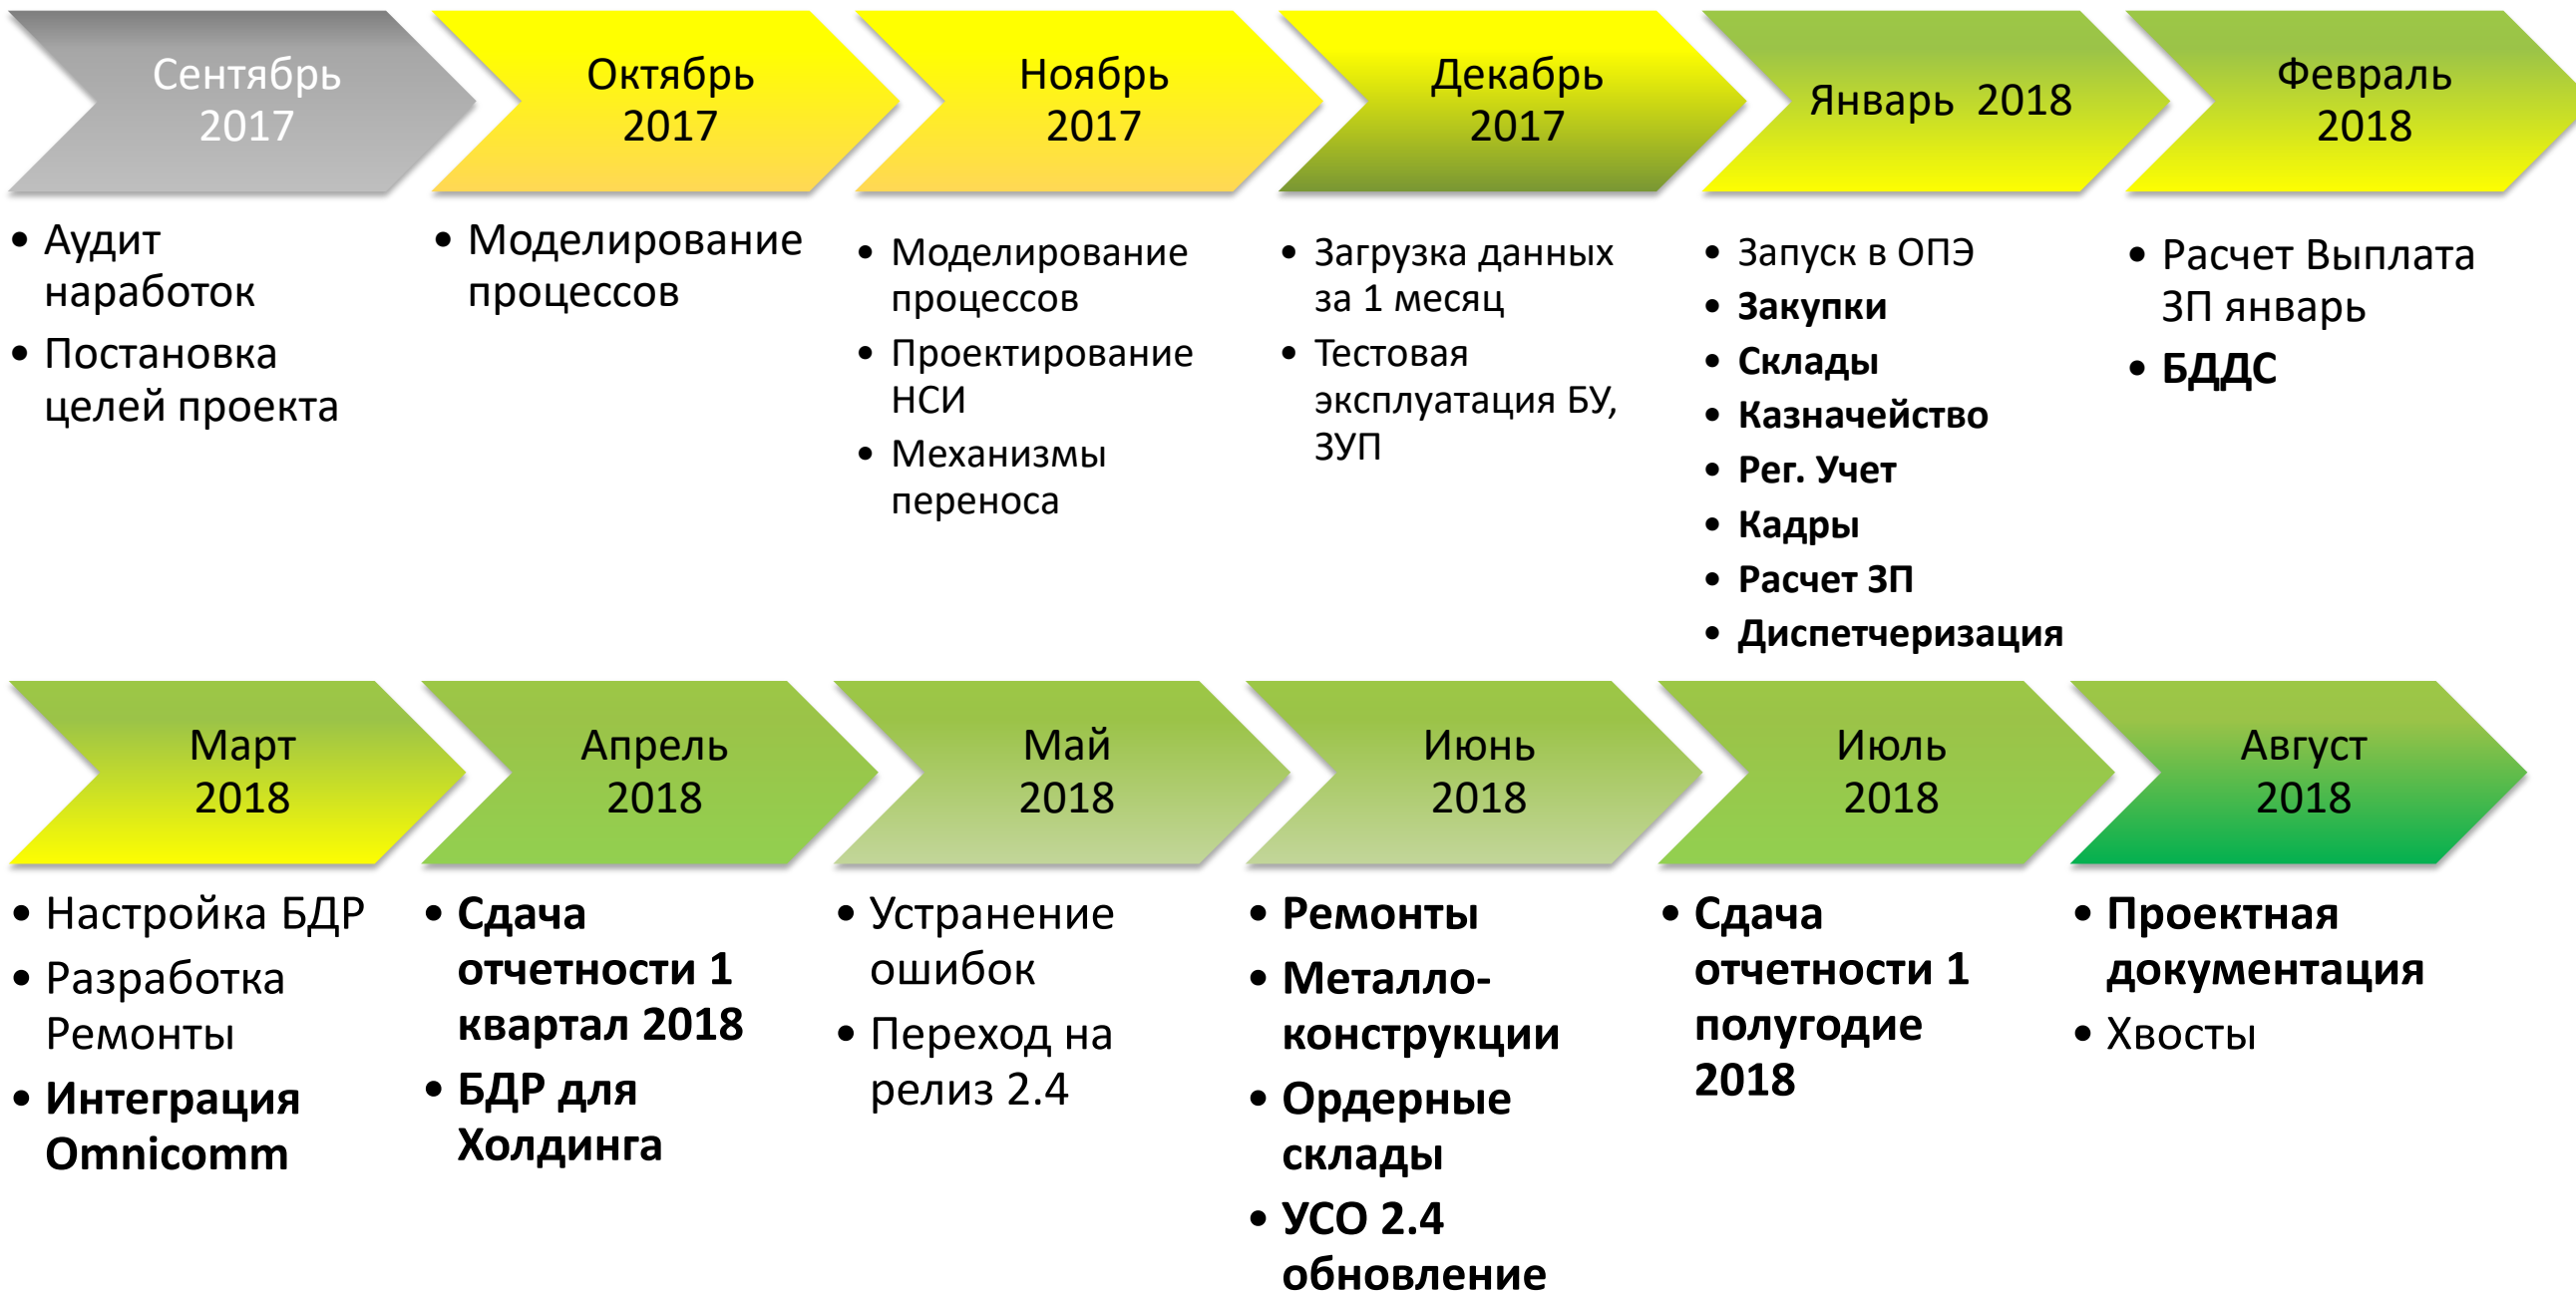 Сентябрь
2017
• Аудит
наработок
• Постановка
целей проекта
Октябрь
2017
• Моделирование
процессов
Ноябрь
2017
• Моделирование
процессов
• Проектирование
НСИ
• Механизмы
переноса
Декабрь
2017
• Загрузка данных
за 1 месяц
• Тестовая
эксплуатация БУ,
ЗУП
Январь 2018
• Запуск в ОПЭ
• Закупки
• Склады
• Казначейство
• Рег. Учет
• Кадры
• Расчет ЗП
• Диспетчеризация
Февраль
2018
• Расчет Выплата
ЗП январь
• БДДС
Март
2018
• Настройка БДР
• Разработка
Ремонты
• Интеграция
Omnicomm
Апрель
2018
• Сдача
отчетности 1
квартал 2018
• БДР для
Холдинга
Май
2018
• Устранение
ошибок
• Переход на
релиз 2.4
Июнь
2018
• Ремонты
• Металло-
конструкции
• Ордерные
склады
• УСО 2.4
обновление
Июль
2018
• Сдача
отчетности 1
полугодие
2018
Август
2018
• Проектная
документация
• Хвосты